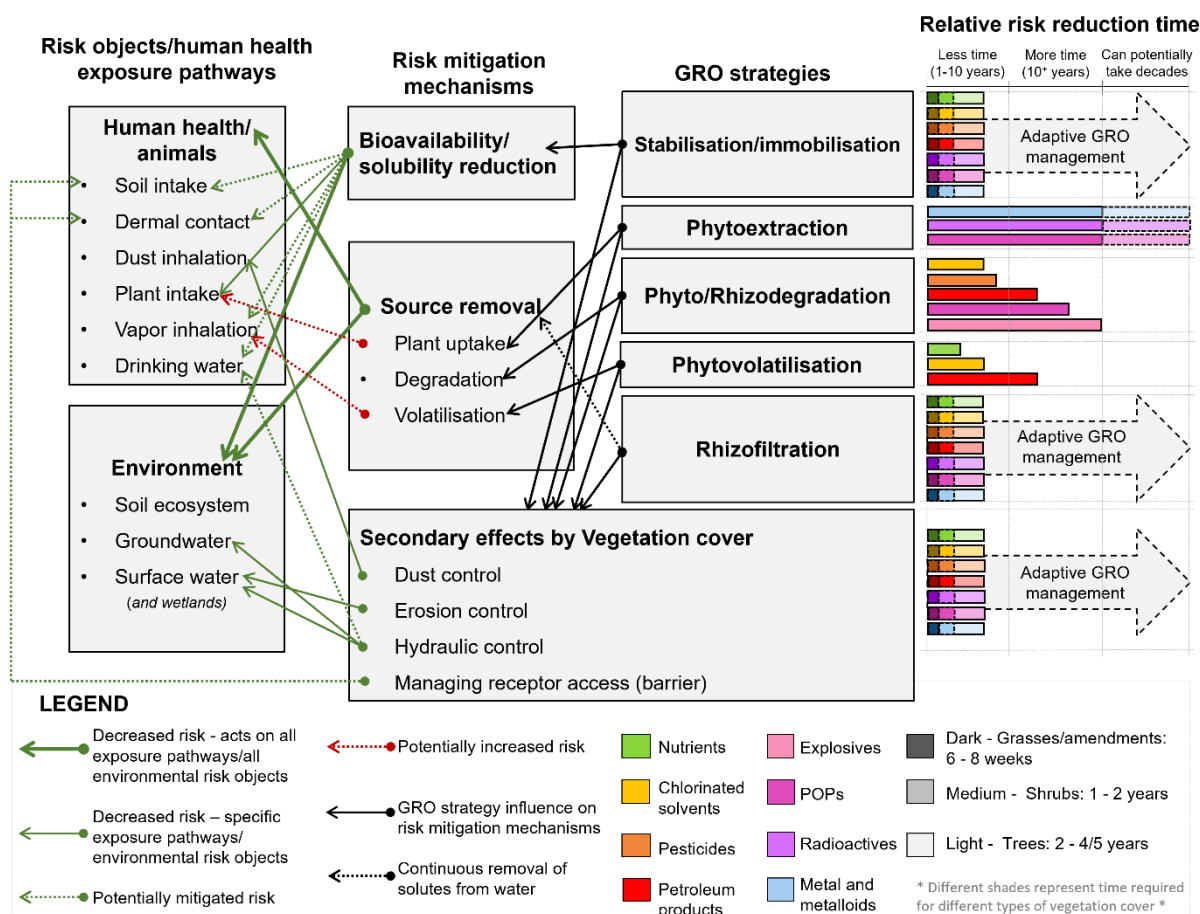 Relative risk reduction time
Risk objects/human health
exposure pathways
Risk mitigation
mechanisms
GRO strategies
Less time
(1-10 years)
More time
(10⁺ years)
Can potentially
take decades
Human health/
animals
• Soil intake
• Dermal contact
• Dust inhalation
• Plant intake
• Vapor inhalation
• Drinking water
Environment
• Soil ecosystem
• Groundwater
• Surface water
(and wetlands)
Bioavailability/
solubility reduction
Source removal
Plant uptake
• Degradation
Volatilisation
Stabilisation/immobilisation
Phytoextraction
Phyto/Rhizodegradation
Phytovolatilisation
Rhizofiltration
Secondary effects by Vegetation cover
Dust control
Erosion control
Hydraulic control
Managing receptor access (barrier)
Adaptive GRO
management
Adaptive GRO
management
Adaptive GRO
management
LEGEND
Decreased risk - acts on all
exposure pathways/all
environmental risk objects
Decreased risk – specific
exposure pathways/
environmental risk objects
Potentially mitigated risk
Potentially increased risk
GRO strategy influence on
risk mitigation mechanisms
Continuous removal of
solutes from water
Nutrients
Chlorinated
solvents
Pesticides
Petroleum
products
Explosives
POPs
Radioactives
Metal and
metalloids
Dark - Grasses/amendments:
6 - 8 weeks
Medium - Shrubs: 1 - 2 years
Light - Trees: 2 - 4/5 years
* Different shades represent time required
for different types of vegetation cover *